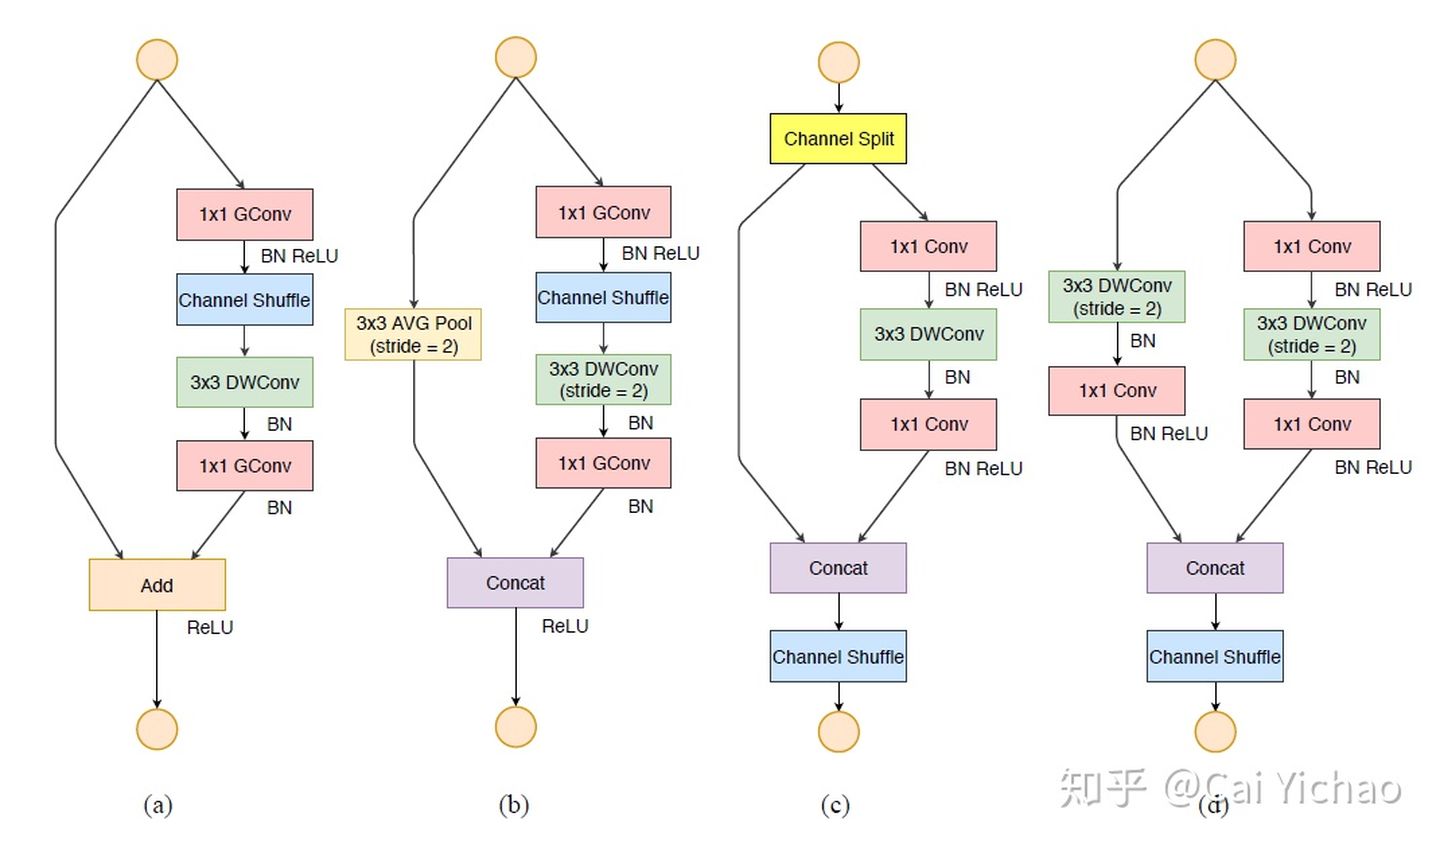 1x1 GConv
BN ReLU
Channel Shuffle
3x3 DWConv
BN
1x1 GConv
BN
Add
ReLU
(a)
3x3 AVG Pool
(stride = 2)
1x1 GConv
BN ReLU
Channel Shuffle
3x3 DWConv
(stride = 2)
BN
1x1 GConv
BN
Concat
ReLU
(b)
Channel Split
1x1 Conv
BN ReLU
3x3 DWConv
BN
1x1 Conv
BN ReLU
Concat
Channel Shuffle
(c)
3x3 DWConv
(stride = 2)
BN
1x1 Conv
BN ReLU
1x1 Conv
BN ReLU
3x3 DWConv
(stride = 2)
BN
1x1 Conv
BN ReLU
Concat
Channel Shuffle
(d)
知乎 @Cai Yichao